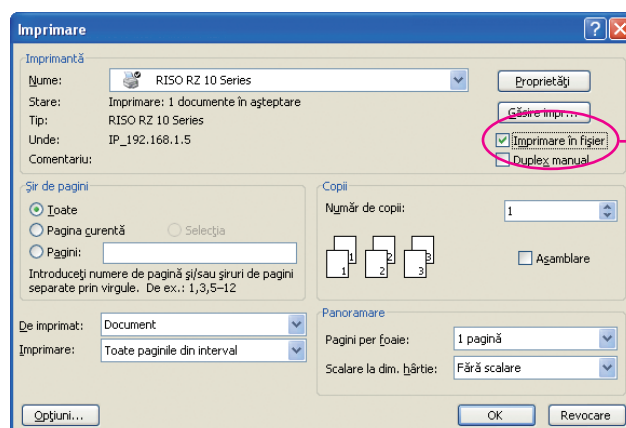 Imprimare
Imprimantă
Nume: RISO RZ 10 Series
Proprietăţi
Stare: Imprimare: 1 documente în aşteptare
Găsire impr...
Tip: RISO RZ 10 Series
Unde: IP_192.168.1.5
Imprimare în fişier
Comentariu:
Duplex manual
Şir de pagini
Toate
Pagina curentă Selecţia
Pagini:
Introduceţi numere de pagină şi/sau şiruri de pagini
separate prin virgule. De ex.: 1,3,5–12
Copii
Număr de copii: 1
1 1 2 2 3 3
Asamblare
De imprimat: Document
Imprimare: Toate paginile din interval
Panoramare
Pagini per foaie: 1 pagină
Scalare la dim. hârtie: Fără scalare
Opţiuni...
OK
Revocare